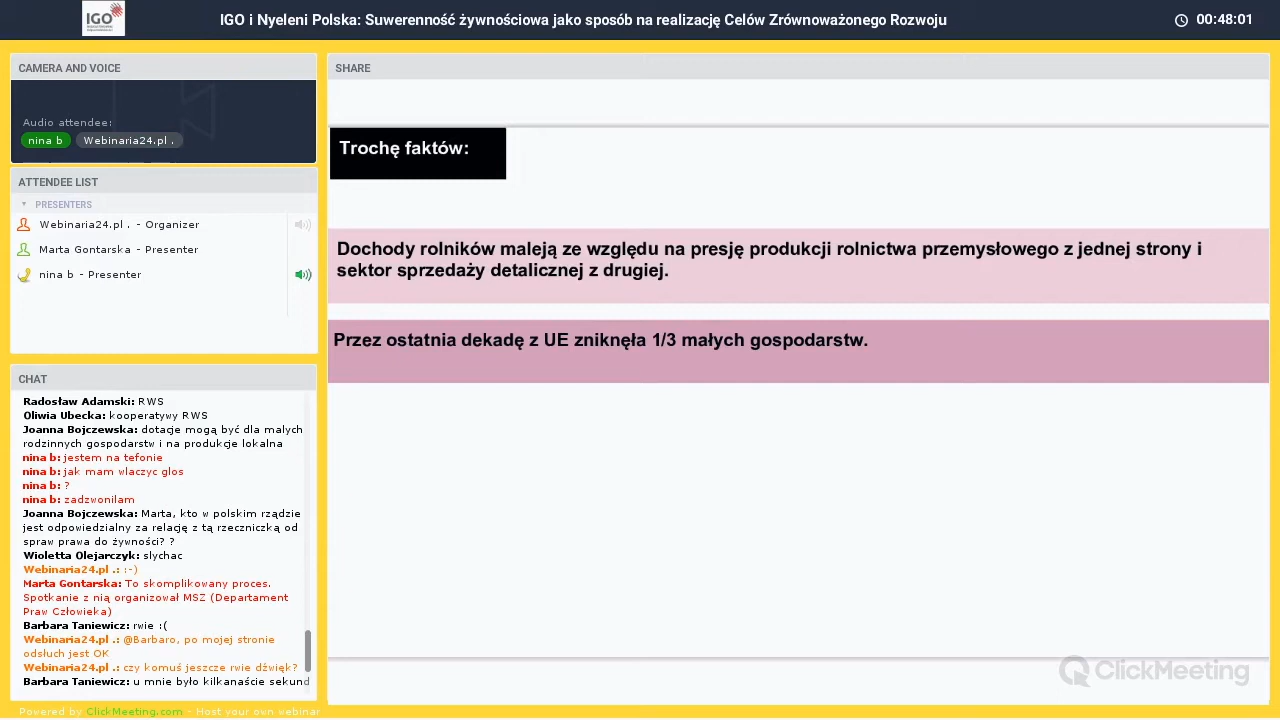 IGO
IGO i Nyeleni Polska: Suwerenność żywnościowa jako sposób na realizację Celów Zrównoważonego Rozwoju
00:48:01
CAMERA AND VOICE
Audio attendee:
nina b
Webinaria24.pl .
ATTENDEE LIST
PRESENTERS
Webinaria24.pl . - Organizer
Marta Gontarska - Presenter
nina b - Presenter
CHAT
Radosław Adamski: RWS
Oliwia Ubecka: kooperatywy RWS
Joanna Bojczewska: dotacje mogą być dla malych
rodzinnych gospodarstw i na produkcje lokalna
nina b: jestem na tefonie
nina b: jak mam wlaczyc glos
nina b: ?
nina b: zadzwonilam
Joanna Bojczewska: Marta, kto w polskim rządzie
jest odpowiedzialny za relację z tą rzeczniczką od
spraw prawa do żywności? ?
Wioletta Olejarczyk: slychac
Webinaria24.pl .: :-)
Marta Gontarska: To skomplikowany proces.
Spotkanie z nią organizował MSZ (Departament
Praw Człowieka)
Barbara Taniewicz: rwie :(
Webinaria24.pl .: @Barbaro, po mojej stronie
odsłuch jest OK
Webinaria24.pl .: czy komuś jeszcze rwie dźwięk?
Barbara Taniewicz: u mnie było kilkanaście sekund
Powered by ClickMeeting.com - Host your own webinar
SHARE
Trochę faktów:
Dochody rolników maleją ze względu na presję produkcji rolnictwa przemysłowego z jednej strony i
sektor sprzedaży detalicznej z drugiej.
Przez ostatnia dekadę z UE zniknęła 1/3 małych gospodarstw.
ClickMeeting